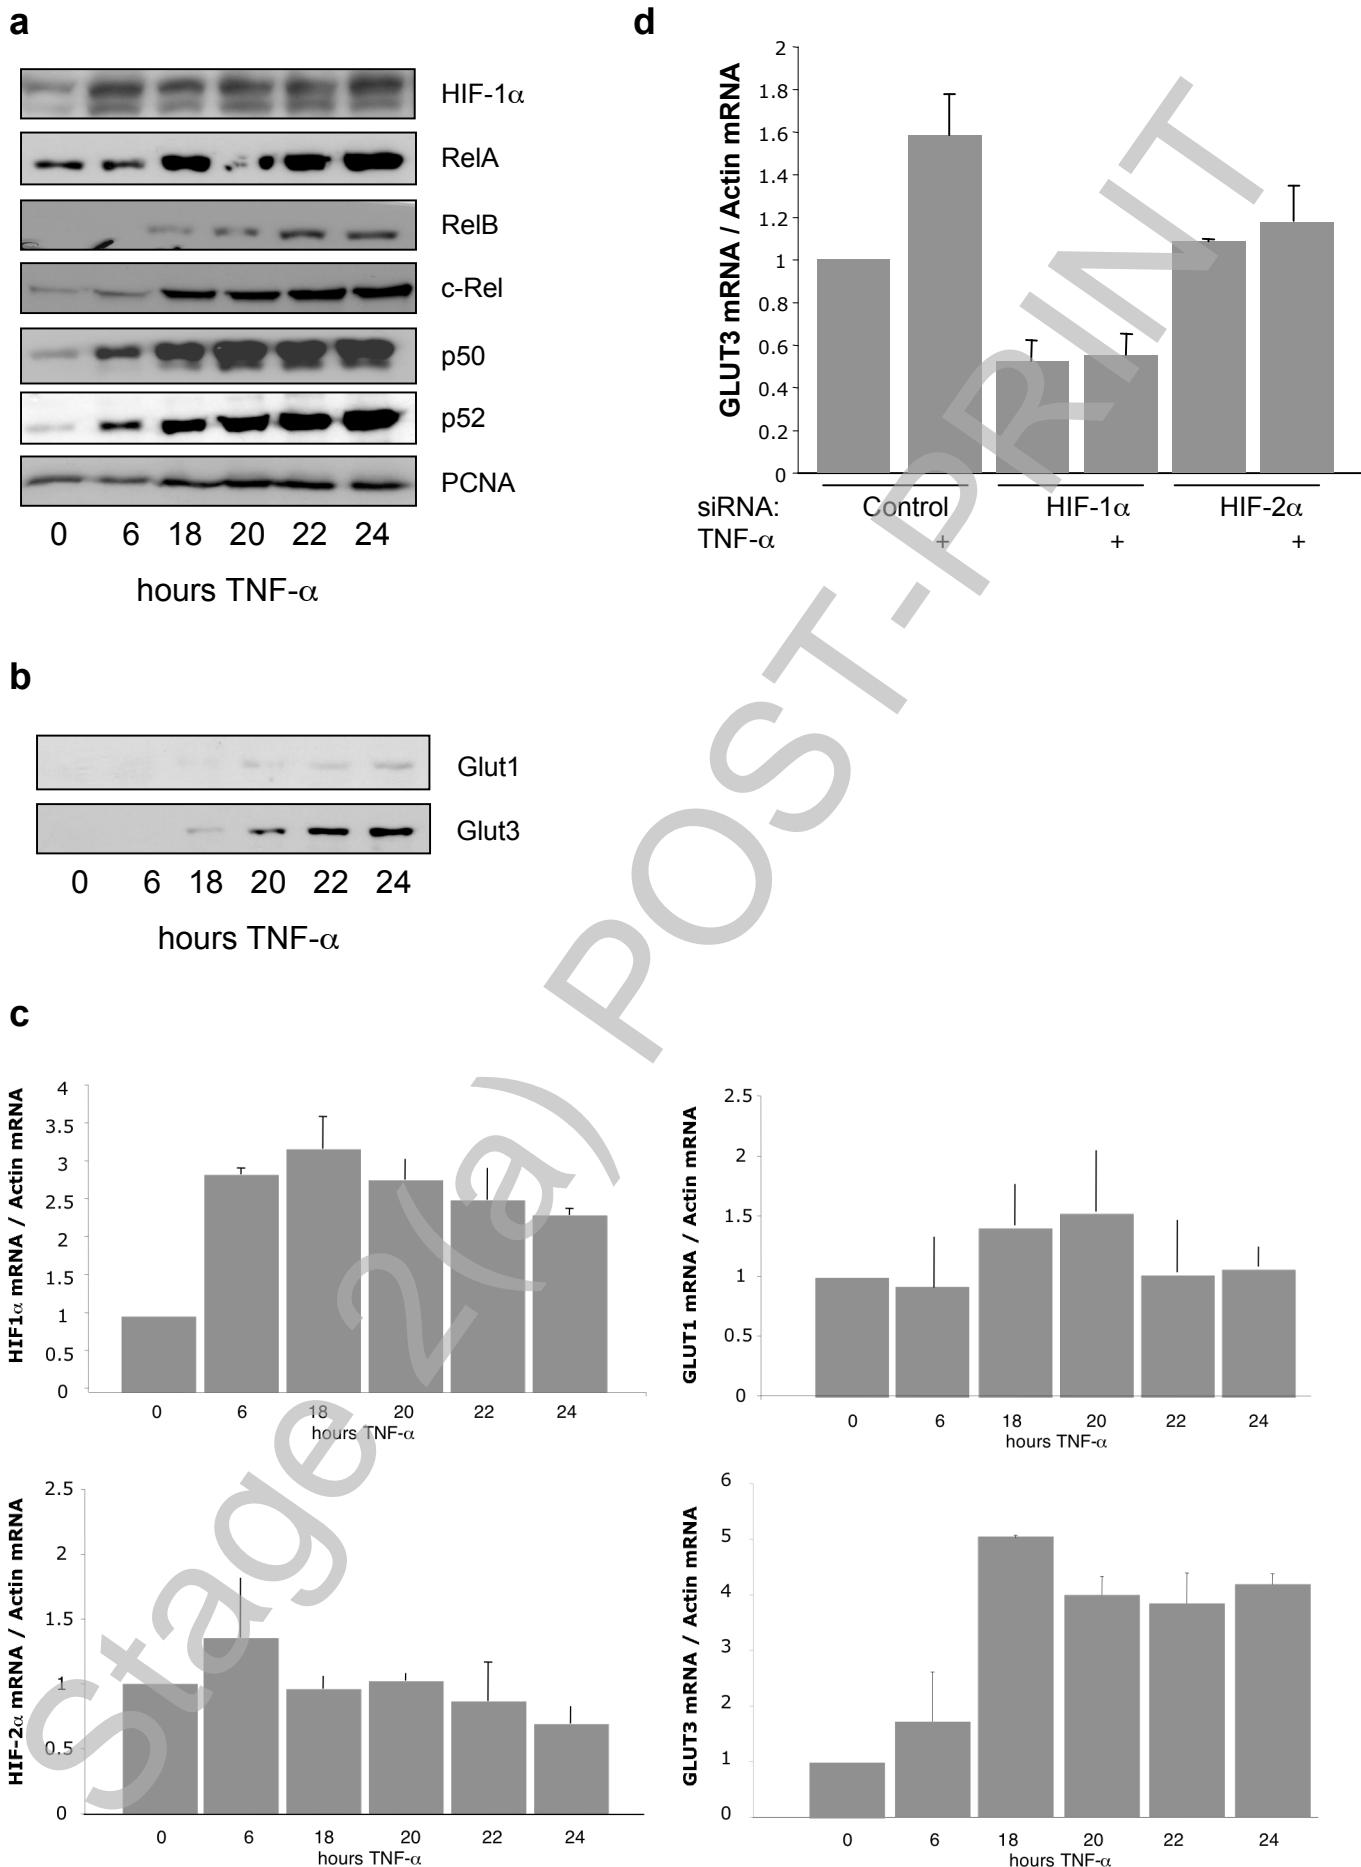 a
HIF-1α
RelA
RelB
c-Rel
p50
p52
PCNA
0 6 18 20 22 24
hours TNF-α
b
Glut1
Glut3
0 6 18 20 22 24
hours TNF-α
c
HIF1α mRNA / Actin mRNA
4
3.5
3
2.5
2
1.5
1
0.5
0
0 6 18 20 22 24
hours TNF-α
GLUT1 mRNA / Actin mRNA
2.5
2
1.5
1
0.5
0
0 6 18 20 22 24
hours TNF-α
HIF-2α mRNA / Actin mRNA
2.5
2
1.5
1
0.5
0
0 6 18 20 22 24
hours TNF-α
GLUT3 mRNA / Actin mRNA
6
5
4
3
2
1
0
0 6 18 20 22 24
hours TNF-α
d
GLUT3 mRNA / Actin mRNA
2
1.8
1.6
1.4
1.2
1
0.8
0.6
0.4
0.2
0
siRNA: Control HIF-1α HIF-2α
TNF-α + + +
Stage 2(a) POST-PRINT